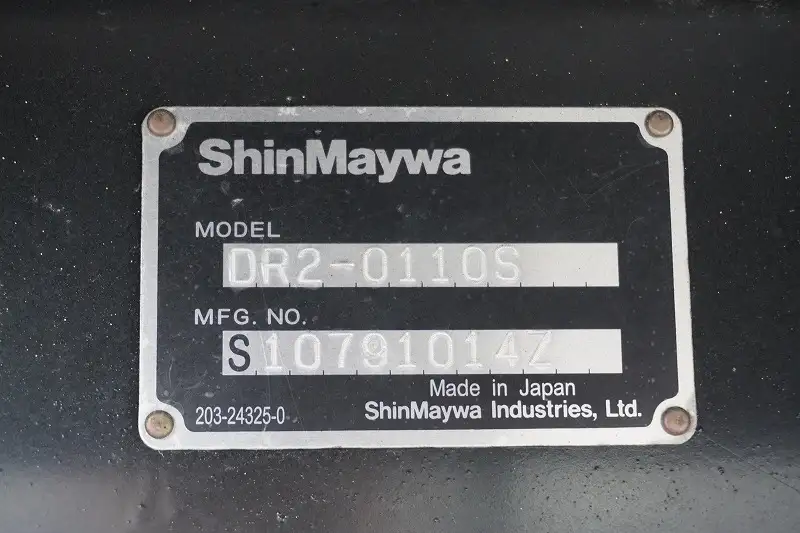 ShinMaywa
MODEL
DR2-0110S
MFG. NO.
S10791014Z
Made in Japan
203-24325-0 ShinMaywa Industries, Ltd.